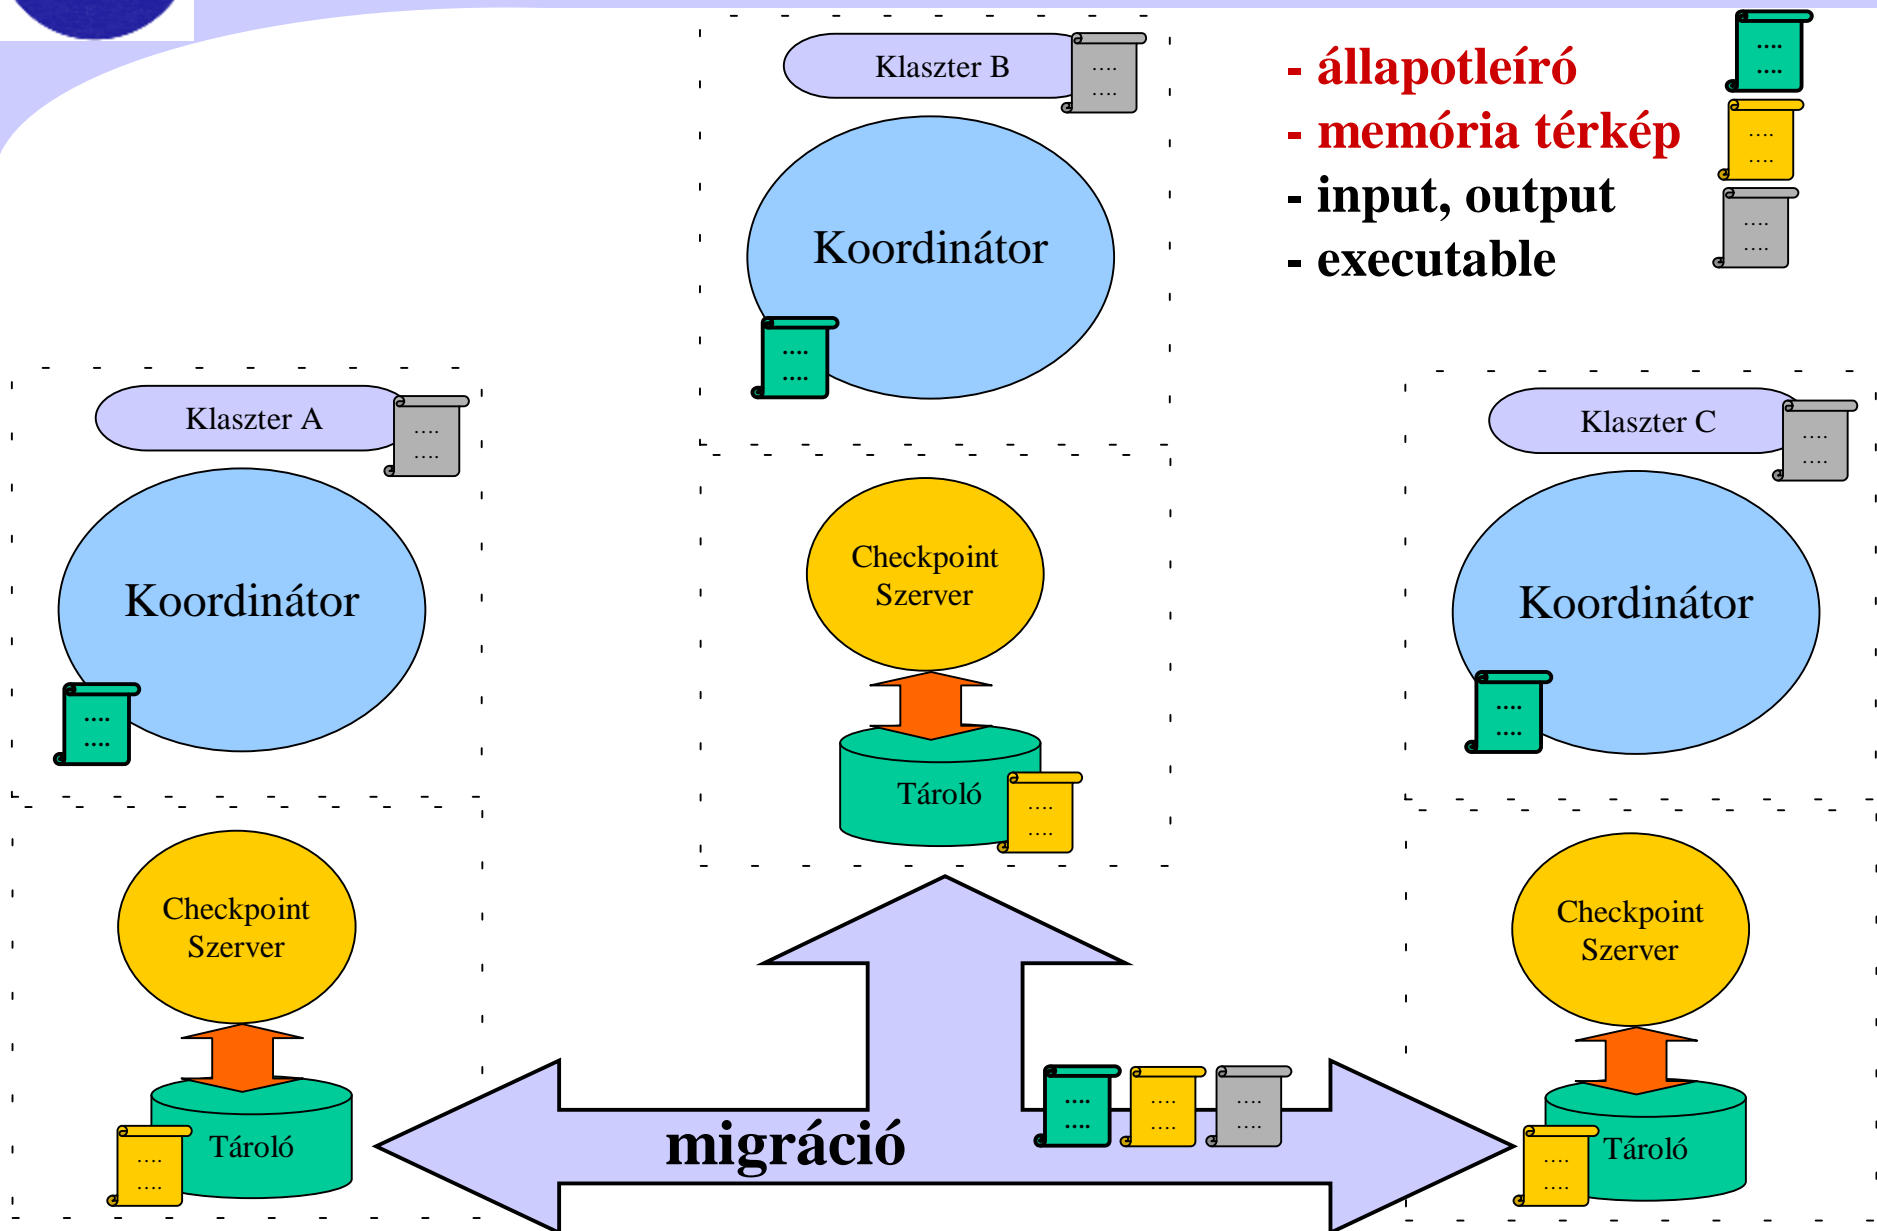 Klaszter B
....
....
Koordinátor
....
....
- állapotleíró
- memória térkép
- input, output
- executable
....
....
....
....
....
....
Klaszter A
....
....
Koordinátor
....
....
Checkpoint
Szerver
Tároló
....
....
Klaszter C
....
....
Koordinátor
....
....
Checkpoint
Szerver
Tároló
....
....
Checkpoint
Szerver
Tároló
....
....
migráció
....
....
....
....
....
....